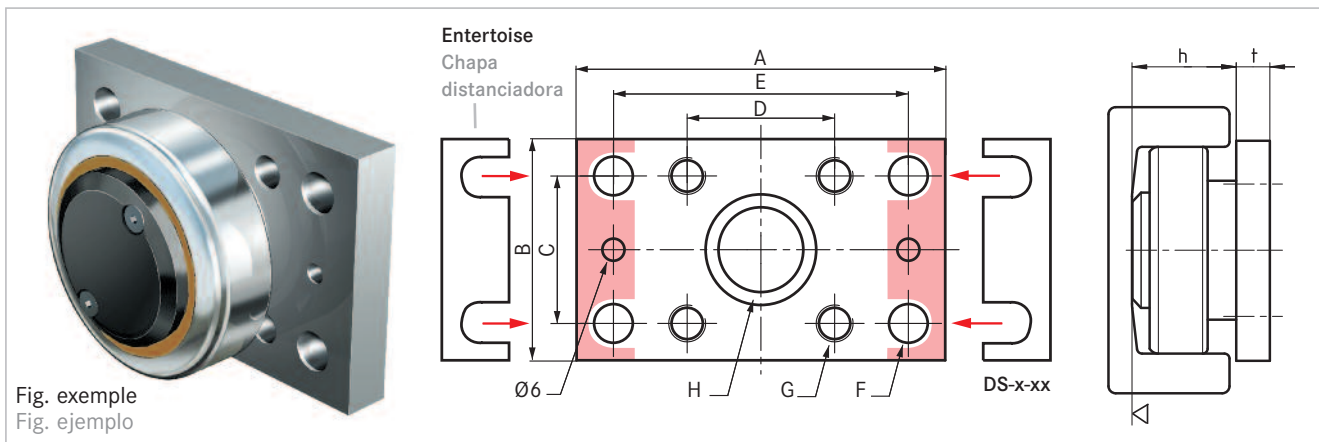 Entertoise
Chapa
distanciadora
A
E
D
B
C
Ø6
H
G
F
DS-x-xx
h
t
Fig. exemple
Fig. ejemplo